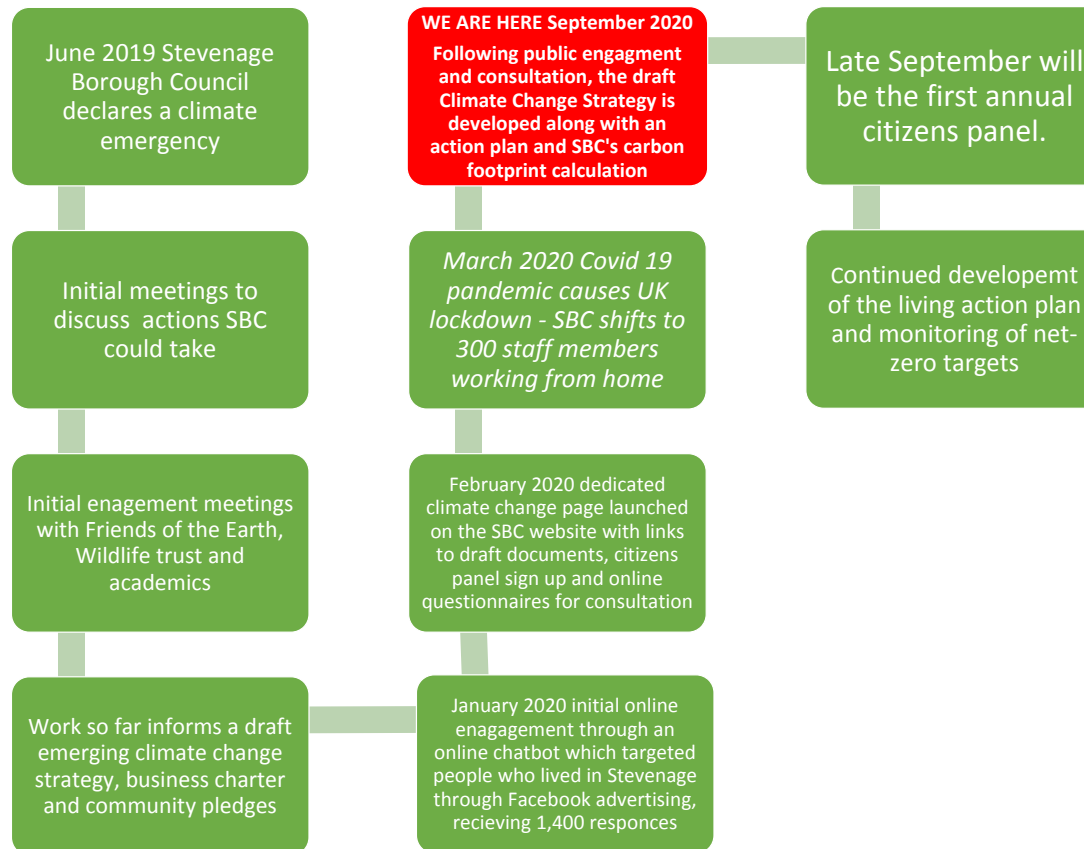 June 2019 Stevenage
Borough Council
declares a climate
emergency
Initial meetings to
discuss actions SBC
could take
Initial enagement meetings
with Friends of the Earth,
Wildlife trust and
academics
Work so far informs a draft
emerging climate change
strategy, business charter
and community pledges
January 2020 initial online
enagagement through an
online chatbot which targeted
people who lived in Stevenage
through Facebook advertising,
recieving 1,400 responces
February 2020 dedicated
climate change page launched
on the SBC website with links
to draft documents, citizens
panel sign up and online
questionnaires for consultation
March 2020 Covid 19
pandemic causes UK
lockdown - SBC shifts to
300 staff members
working from home
WE ARE HERE September 2020
Following public engagment
and consultation, the draft
Climate Change Strategy is
developed along with an
action plan and SBC's carbon
footprint calculation
Late September will
be the first annual
citizens panel.
Continued developemt
of the living action plan
and monitoring of net-
zero targets